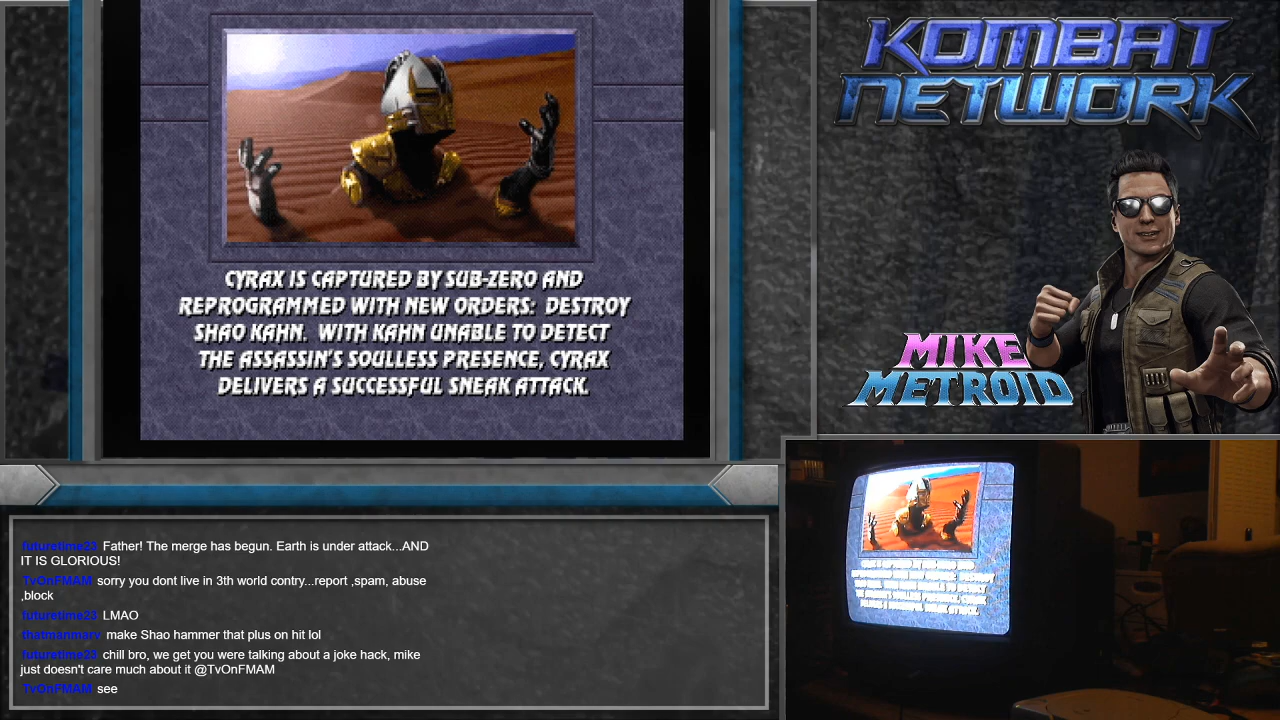 CYRAX IS CAPTURED BY SUB-ZERO AND
REPROGRAMMED WITH NEW ORDERS:  DESTROY
SHAO KAHN.  WITH KAHN UNABLE TO DETECT
THE ASSASSIN'S SOULLESS PRESENCE, CYRAX
DELIVERS A SUCCESSFUL SNEAK ATTACK.
KOMBAT
NETWORK
MIKE
METROID
futuretime23 Father! The merge has begun. Earth is under attack...AND
IT IS GLORIOUS!
TvOnFMAM sorry you dont live in 3th world contry...report ,spam, abuse
,block
futuretime23 LMAO
thatmanmarv make Shao hammer that plus on hit lol
futuretime23 chill bro, we get you were talking about a joke hack, mike
just doesn't care much about it @TvOnFMAM
TvOnFMAM see